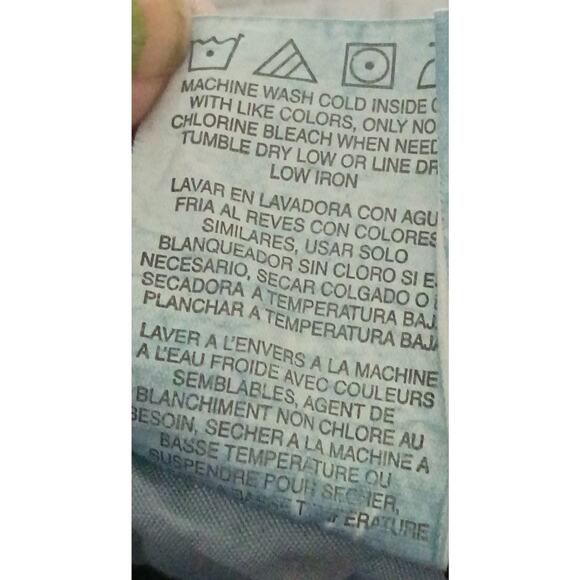 MACHINE WASH COLD INSIDE
WITH LIKE COLORS, ONLY NO
CHLORINE BLEACH WHEN NEED
TUMBLE DRY LOW OR LINE DR
LOW IRON
LAVAR EN LAVADORA CON AGU
FRIA AL REVES CON COLORES
SIMILARES, USAR SOLO
BLANQUEADOR SIN CLORO SI E
NECESARIO, SECAR COLGADO O
SECADORA A TEMPERATURA BAJ
PLANCHAR A TEMPERATURA BAJA
LAVER A L'ENVERS A LA MACHINE
A L'EAU FROIDE AVEC COULEURS
SEMBLABLES, AGENT DE
BLANCHIMENT NON CHLORE AU
BESOIN, SECHER A LA MACHINE A
BASSE TEMPERATURE OU
SUSPENDRE POUR SECHER,
BASSE TEMPERATURE